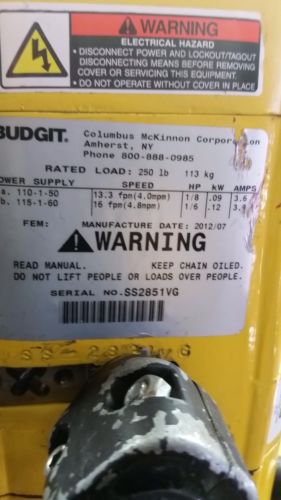 WARNING
ELECTRICAL HAZARD
• DISCONNECT POWER AND LOCKOUT/TAGOUT
DISCONNECTING MEANS BEFORE REMOVING
COVER OR SERVICING THIS EQUIPMENT.
• DO NOT OPERATE WITHOUT COVER IN PLACE
BUDGIT. Columbus McKinnon Corporation
Amherst, NY
Phone 800-888-0985
RATED LOAD: 250 lb 113 kg
POWER SUPPLY SPEED HP kW AMPS
a. 110-1-50 13.3 fpm(4.0mpm) 1/8 .09 3.6
b. 115-1-60 16 fpm(4.8mpm) 1/6 .12
FEM: MANUFACTURE DATE: 2012/07
WARNING
READ MANUAL. KEEP CHAIN OILED.
DO NOT LIFT PEOPLE OR LOADS OVER PEOPLE.
SERIAL NO. SS2851VG